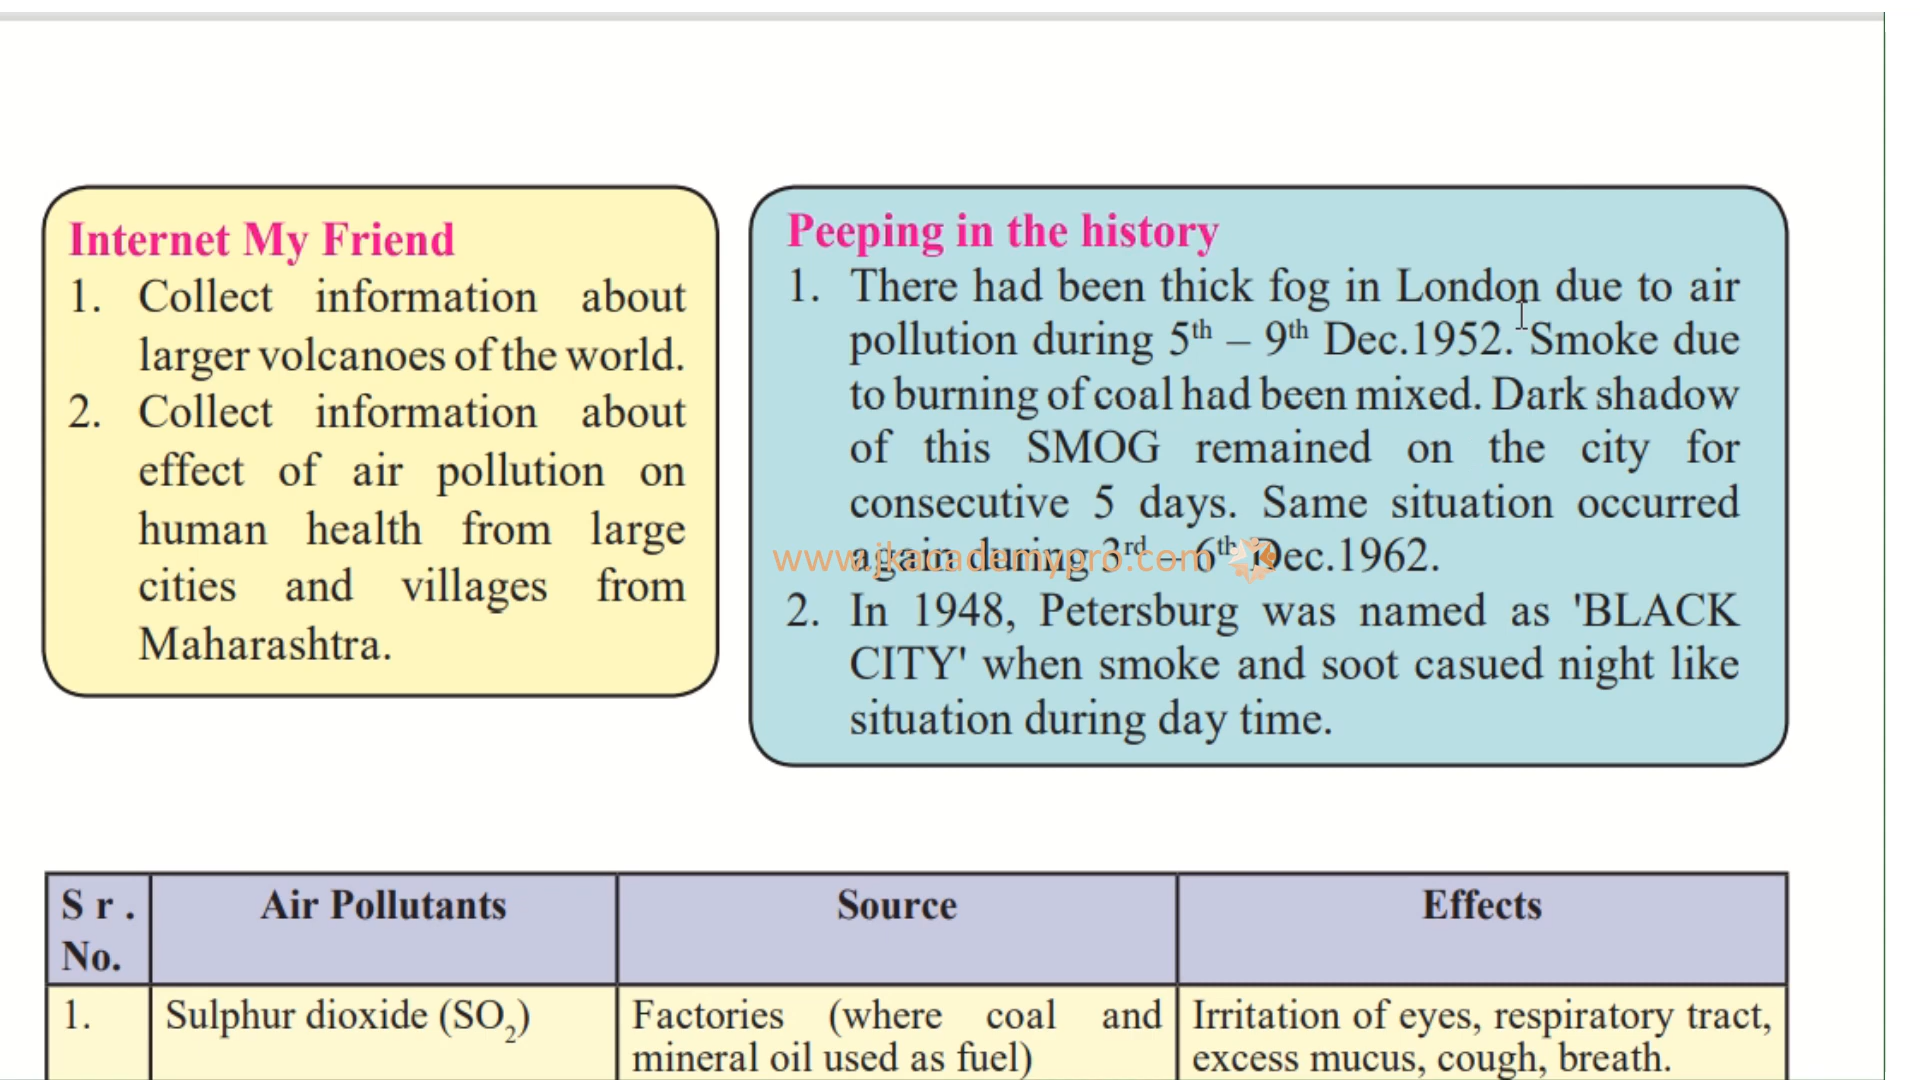 Internet My Friend
1. Collect information about
larger volcanoes of the world.
2. Collect information about
effect of air pollution on
human health from large
cities and villages from
Maharashtra.
Peeping in the history
1. There had been thick fog in London due to air
pollution during 5th – 9th Dec.1952. Smoke due
to burning of coal had been mixed. Dark shadow
of this SMOG remained on the city for
consecutive 5 days. Same situation occurred
again during 3rd – 6th Dec.1962.
www.jkacademypro.com
2. In 1948, Petersburg was named as 'BLACK
CITY' when smoke and soot casued night like
situation during day time.
Sr. No. Air Pollutants Source Effects
1. Sulphur dioxide (SO2) Factories (where coal and Irritation of eyes, respiratory tract,
mineral oil used as fuel) excess mucus, cough, breath.